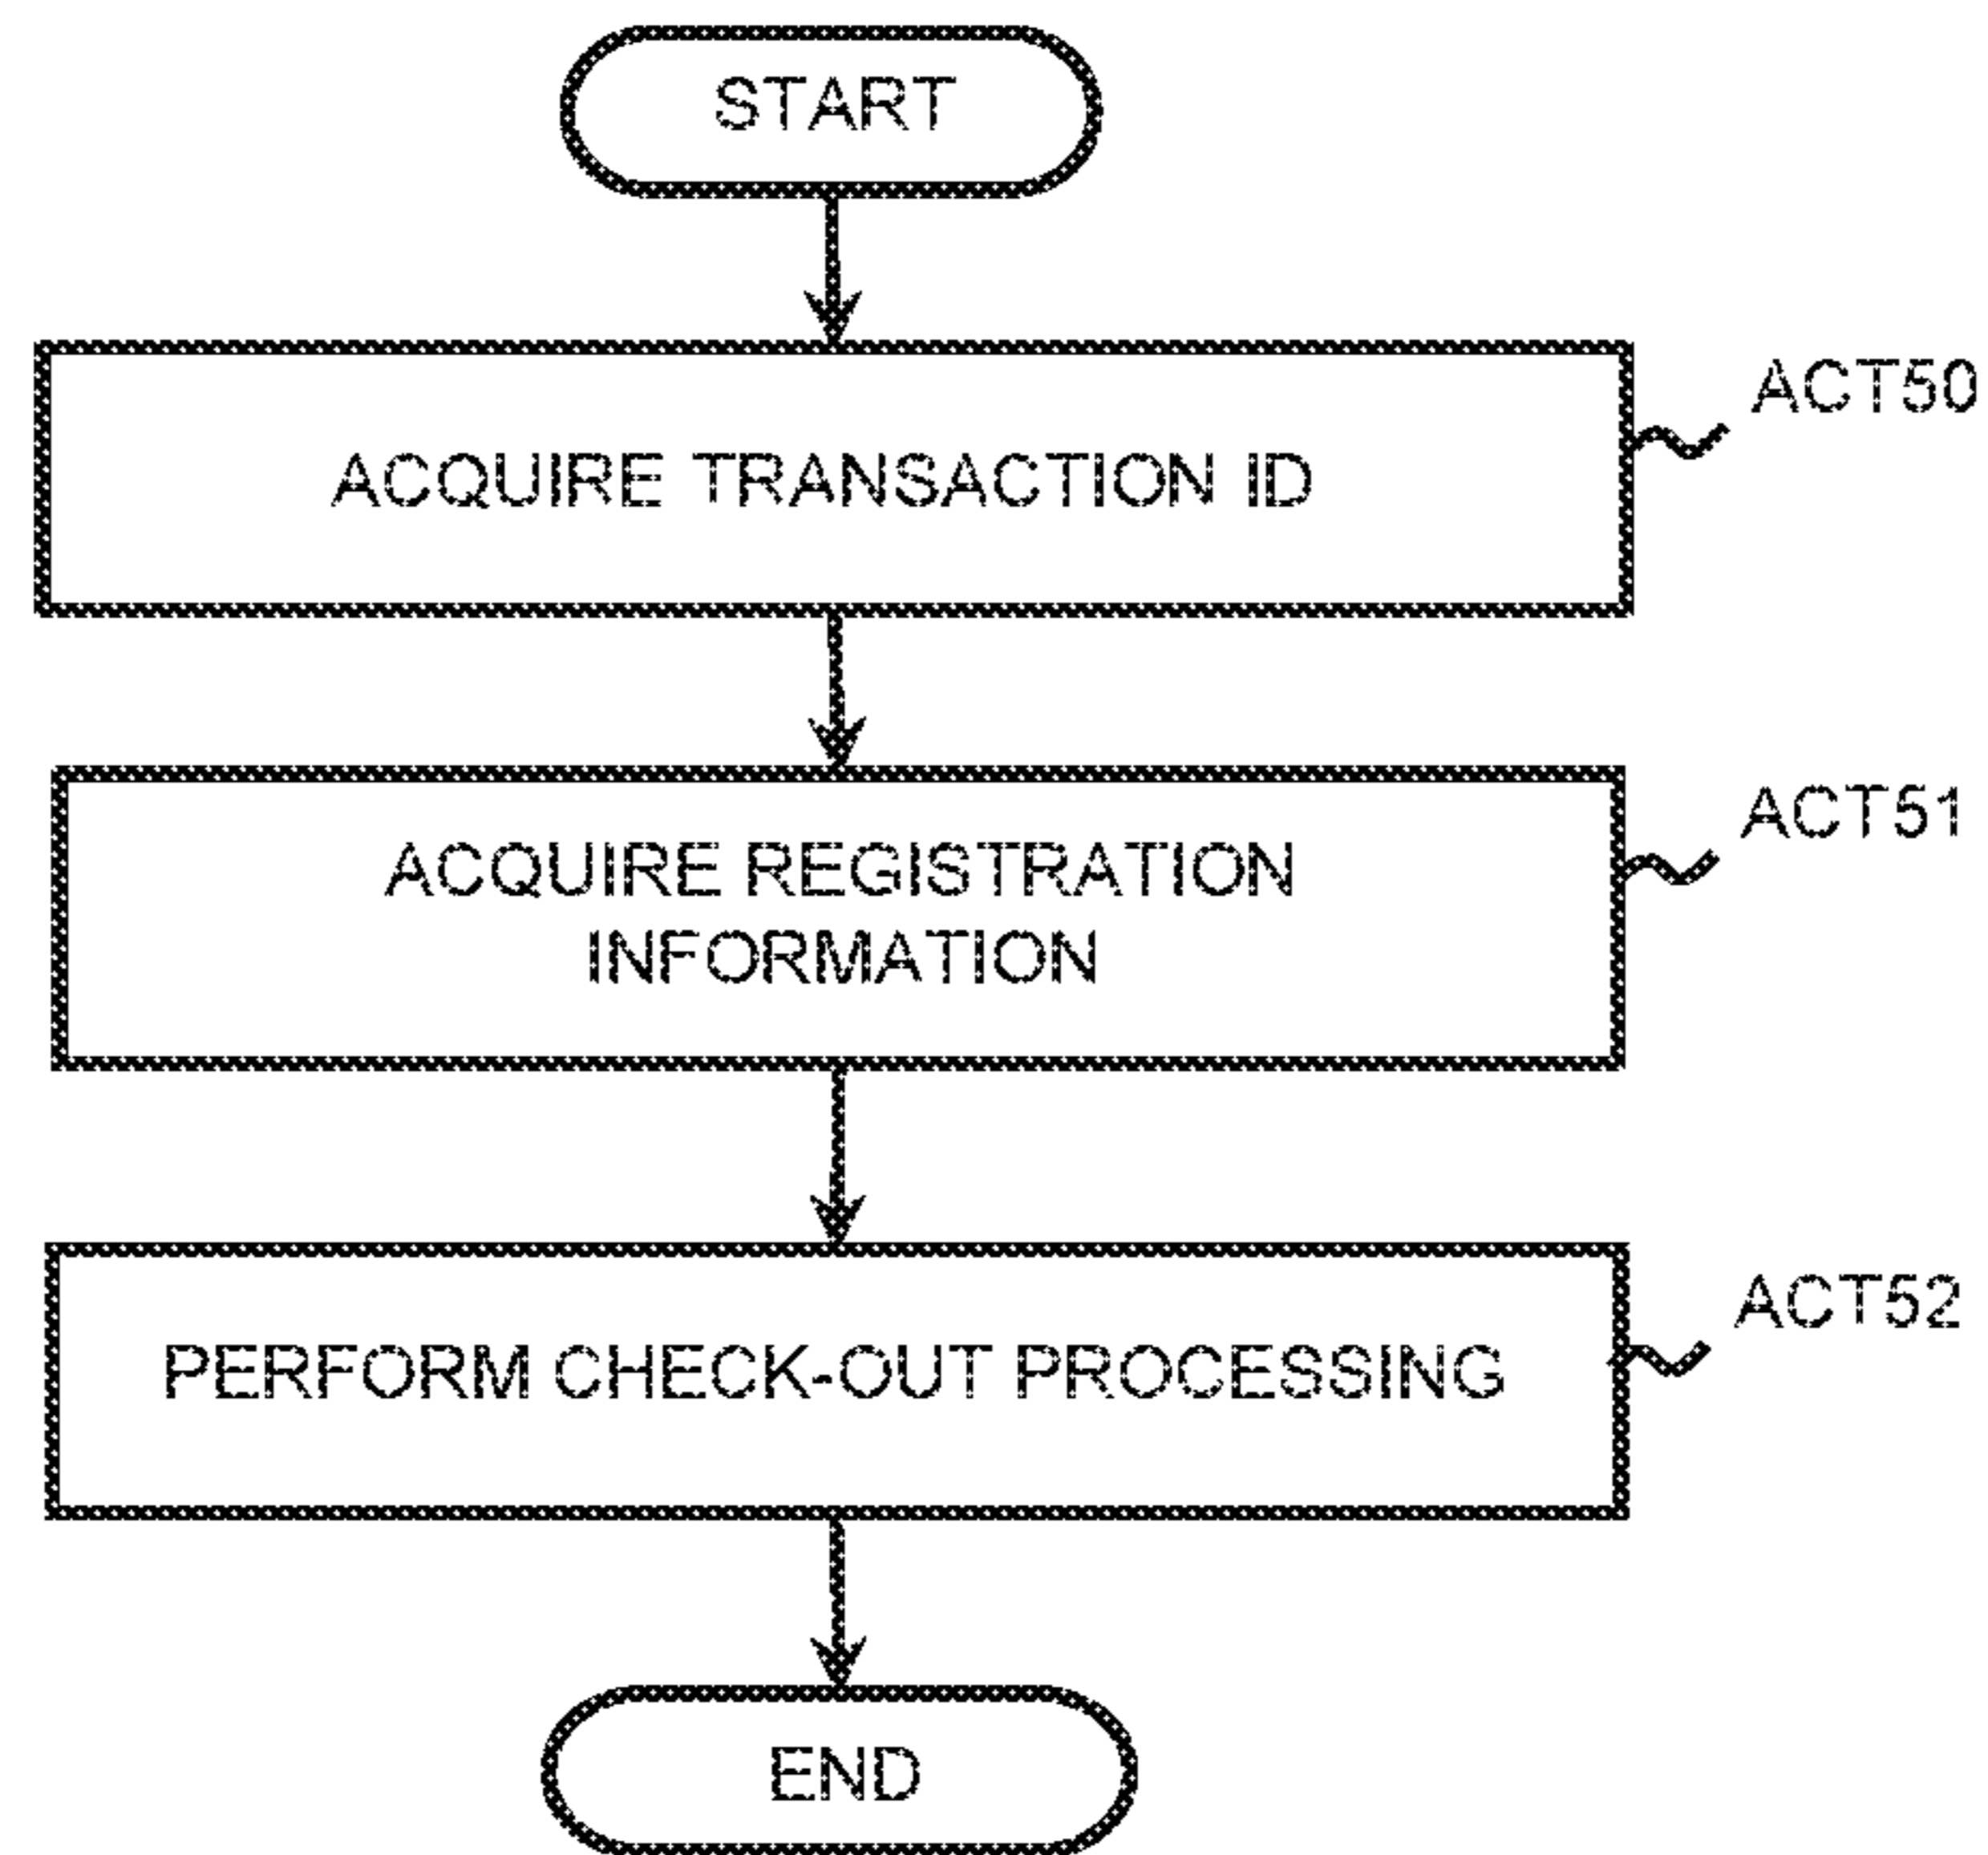 START
ACT50
ACQUIRE TRANSACTION ID
ACT51
ACQUIRE REGISTRATION
INFORMATION
ACT52
PERFORM CHECK-OUT PROCESSING
END